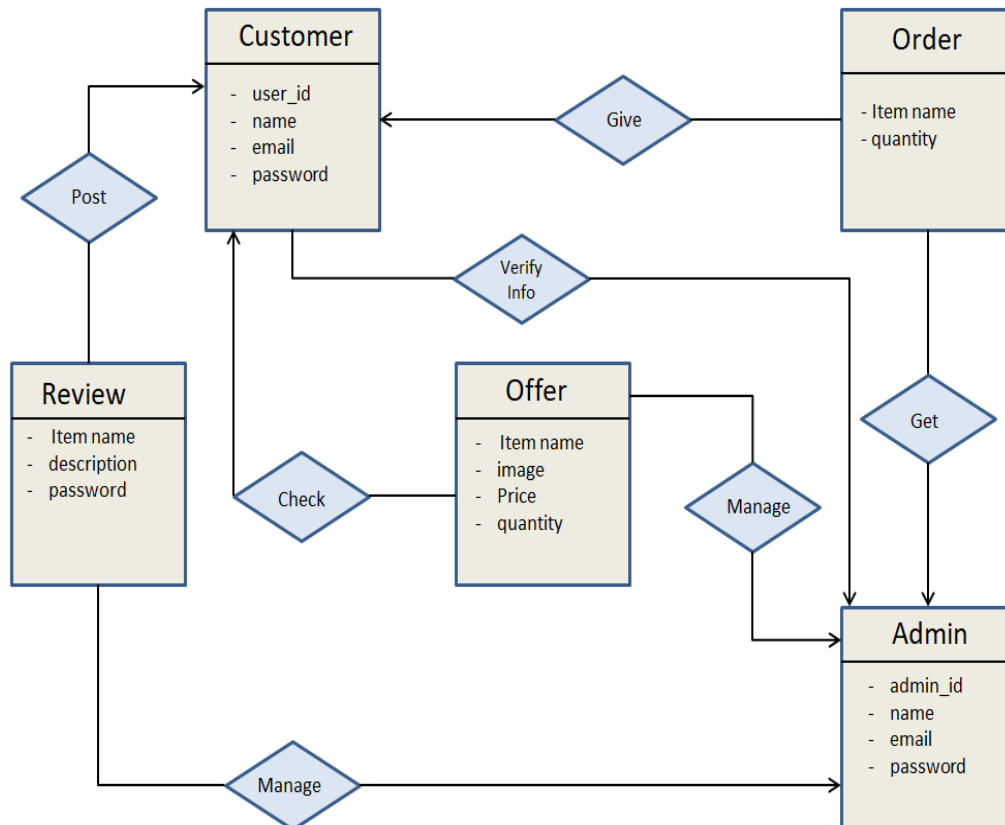 Customer
- user_id
- name
- email
- password
Order
- Item name
- quantity
Give
Post
Verify
Info
Review
- Item name
- description
- password
Offer
- Item name
- image
- Price
- quantity
Check
Manage
Get
Admin
- admin_id
- name
- email
- password
Manage